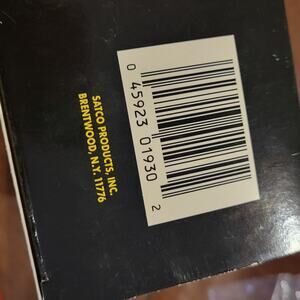 0 45923 01930 2
SATCO PRODUCTS, INC.
BRENTWOOD, N.Y. 11776